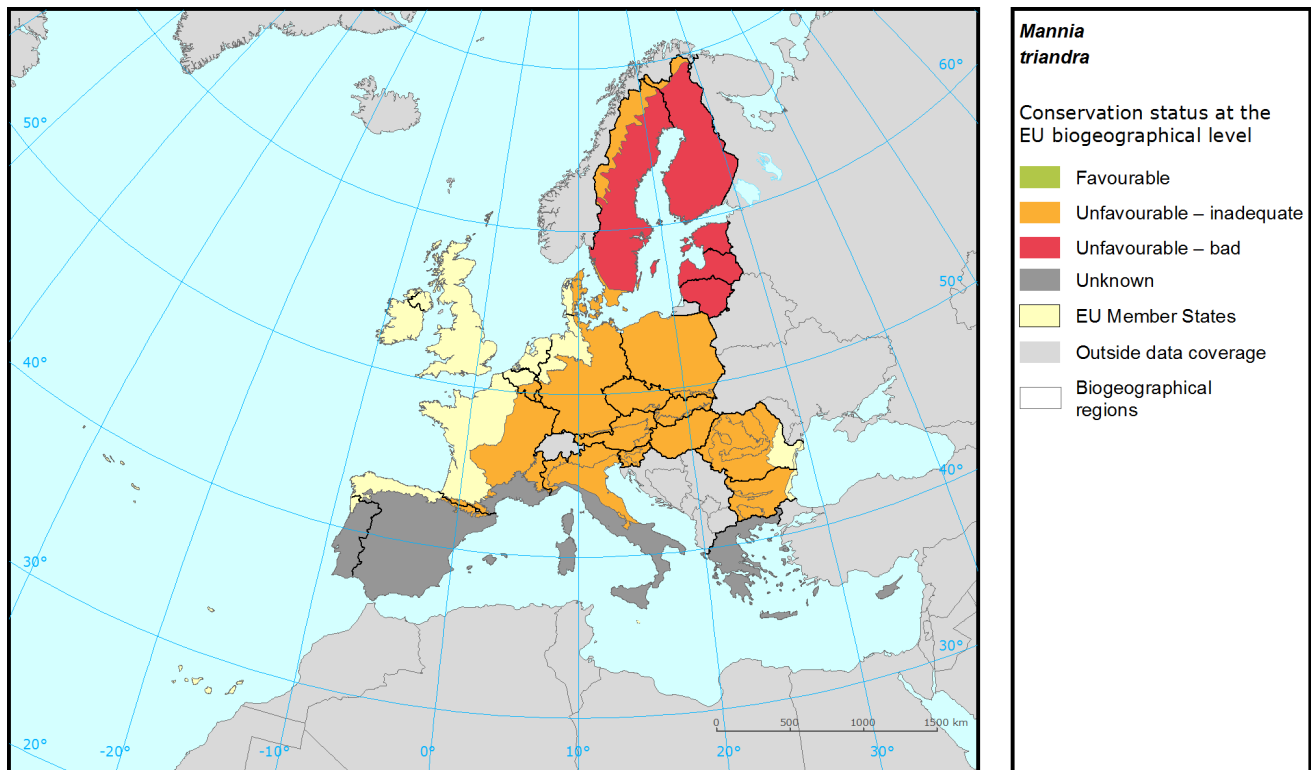 Mannia
triandra
Conservation status at the
EU biogeographical level
Favourable
Unfavourable – inadequate
Unfavourable – bad
Unknown
EU Member States
Outside data coverage
Biogeographical
regions
60°
50°
50°
40°
40°
30°
30°
0 500 1000 1500 km
20° -20° -10° 0° 10° 20° 30°